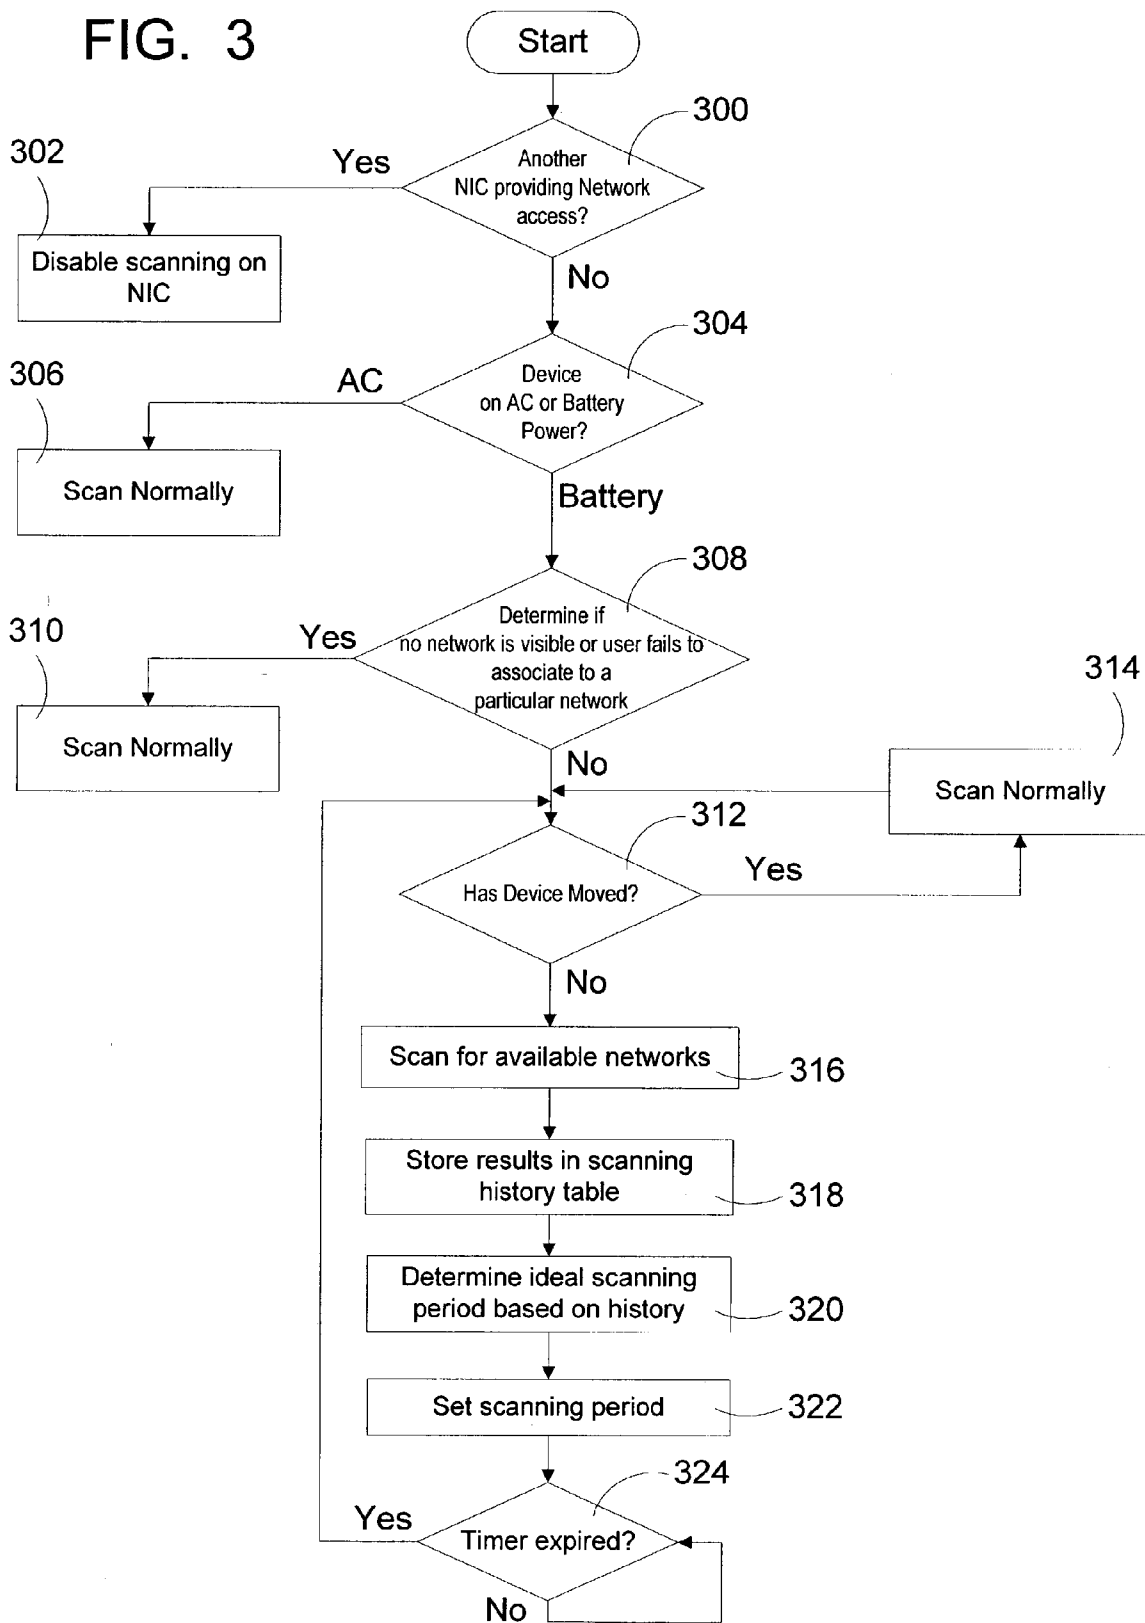 FIG. 3
Start
300
Another
NIC providing Network
access?
Yes
302
Disable scanning on
NIC
No
304
Device
on AC or Battery
Power?
AC
306
Scan Normally
Battery
308
Determine if
no network is visible or user fails to
associate to a
particular network
Yes
310
Scan Normally
No
314
Scan Normally
312
Has Device Moved?
Yes
No
Scan for available networks
316
Store results in scanning
history table
318
Determine ideal scanning
period based on history
320
Set scanning period
322
324
Timer expired?
Yes
No